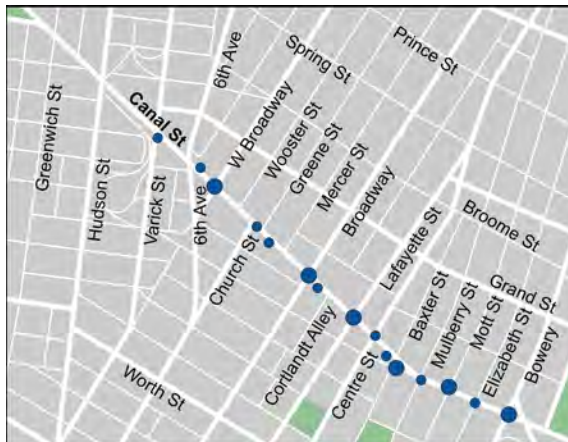 6th Ave
Prince St
Spring St
Canal St
W Broadway
Wooster St
Greene St
Mercer St
Broadway
Greenwich St
Hudson St
Varick St
6th Ave
Church St
Lafayette St
Broome St
Grand St
Cortlandt Alley
Centre St
Baxter St
Mulberry St
Mott St
Elizabeth St
Bowery
Worth St